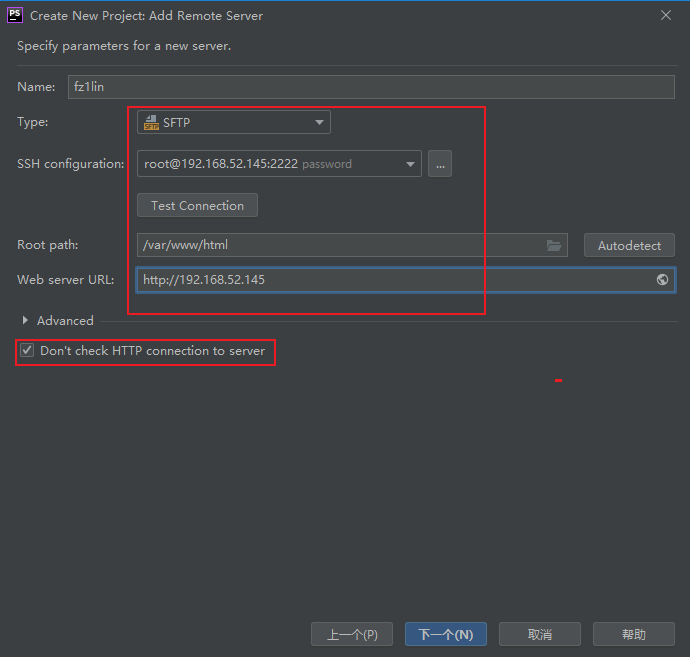 PS Create New Project: Add Remote Server
Specify parameters for a new server.
Name: fz1lin
Type: SFTP SFTP
SSH configuration: root@192.168.52.145:2222 password ...
Test Connection
Root path: /var/www/html Autodetect
Web server URL: http://192.168.52.145
Advanced
Don't check HTTP connection to server
上一个(P) 下一个(N) 取消 帮助